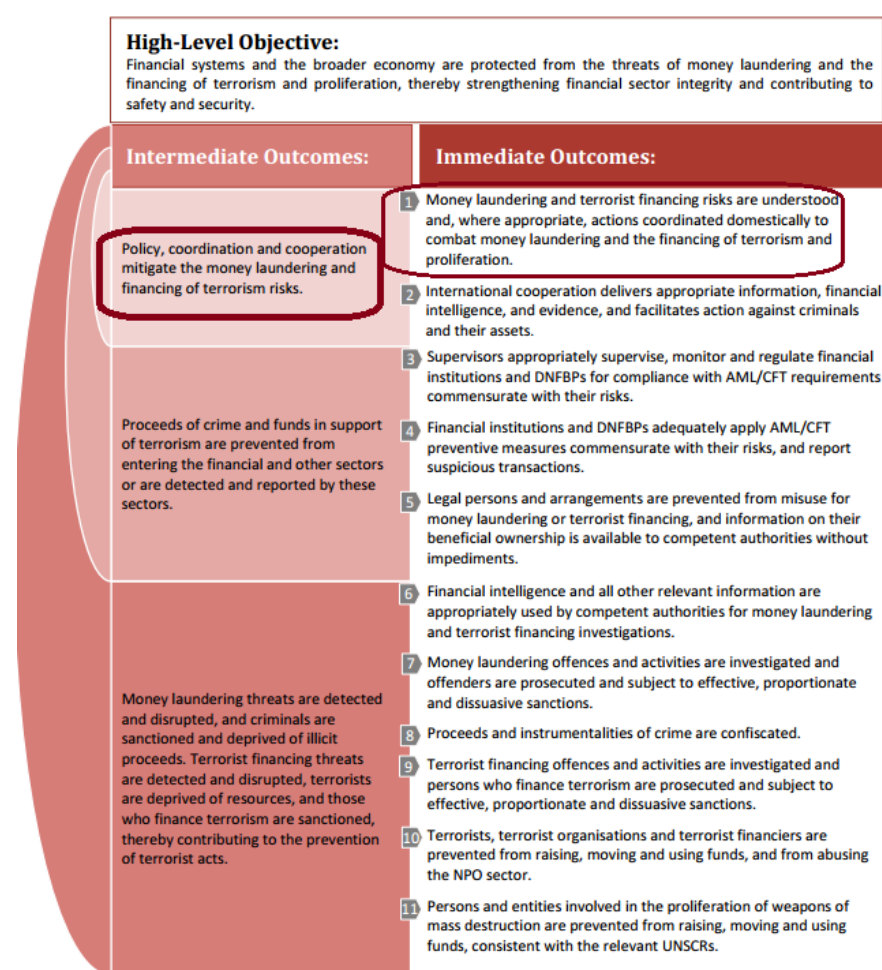 High-Level Objective:
Financial systems and the broader economy are protected from the threats of money laundering and the
financing of terrorism and proliferation, thereby strengthening financial sector integrity and contributing to
safety and security.
Intermediate Outcomes:
Immediate Outcomes:
Policy, coordination and cooperation
mitigate the money laundering and
financing of terrorism risks.
1 Money laundering and terrorist financing risks are understood
and, where appropriate, actions coordinated domestically to
combat money laundering and the financing of terrorism and
proliferation.
2 International cooperation delivers appropriate information, financial
intelligence, and evidence, and facilitates action against criminals
and their assets.
Proceeds of crime and funds in support
of terrorism are prevented from
entering the financial and other sectors
or are detected and reported by these
sectors.
3 Supervisors appropriately supervise, monitor and regulate financial
institutions and DNFBPs for compliance with AML/CFT requirements
commensurate with their risks.
4 Financial institutions and DNFBPs adequately apply AML/CFT
preventive measures commensurate with their risks, and report
suspicious transactions.
5 Legal persons and arrangements are prevented from misuse for
money laundering or terrorist financing, and information on their
beneficial ownership is available to competent authorities without
impediments.
Money laundering threats are detected
and disrupted, and criminals are
sanctioned and deprived of illicit
proceeds. Terrorist financing threats
are detected and disrupted, terrorists
are deprived of resources, and those
who finance terrorism are sanctioned,
thereby contributing to the prevention
of terrorist acts.
6 Financial intelligence and all other relevant information are
appropriately used by competent authorities for money laundering
and terrorist financing investigations.
7 Money laundering offences and activities are investigated and
offenders are prosecuted and subject to effective, proportionate
and dissuasive sanctions.
8 Proceeds and instrumentalities of crime are confiscated.
9 Terrorist financing offences and activities are investigated and
persons who finance terrorism are prosecuted and subject to
effective, proportionate and dissuasive sanctions.
10 Terrorists, terrorist organisations and terrorist financiers are
prevented from raising, moving and using funds, and from abusing
the NPO sector.
11 Persons and entities involved in the proliferation of weapons of
mass destruction are prevented from raising, moving and using
funds, consistent with the relevant UNSCRs.